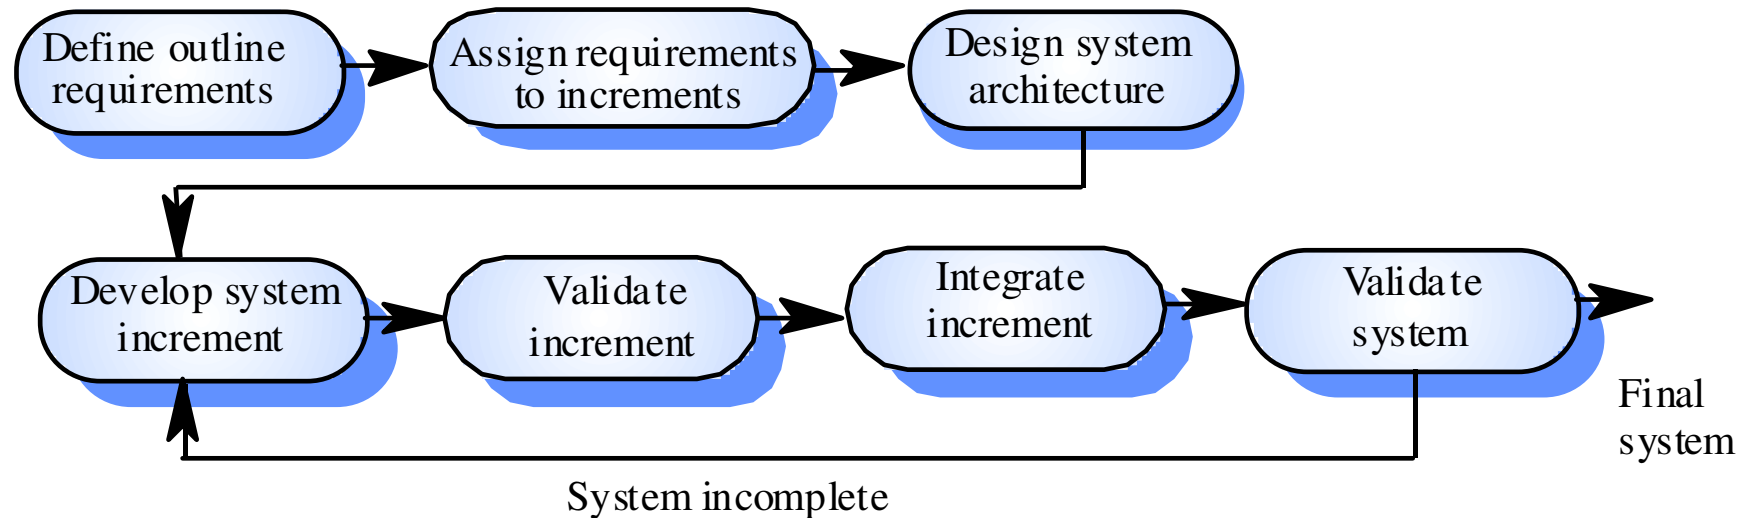 Define outline
requirements
Assign requirements
to increments
Design system
architecture
Develop system
increment
Validate
increment
Integrate
increment
Validate
system
Final
system
System incomplete